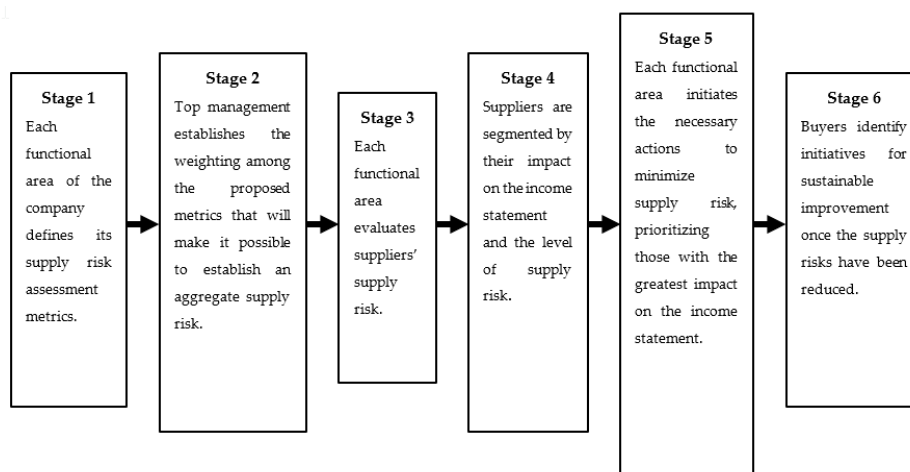 Stage 1
Each
functional
area of the
company
defines its
supply risk
assessment
metrics.
Stage 2
Top management
establishes the
weighting among
the proposed
metrics that will
make it possible
to establish an
aggregate supply
risk.
Stage 3
Each
functional
area
evaluates
suppliers'
supply
risk.
Stage 4
Suppliers are
segmented by
their impact
on the income
statement
and the level
of supply
risk.
Stage 5
Each functional
area initiates
the necessary
actions to
minimize
supply risk,
prioritizing
those with the
greatest impact
on the income
statement.
Stage 6
Buyers identify
initiatives for
sustainable
improvement
once the supply
risks have been
reduced.